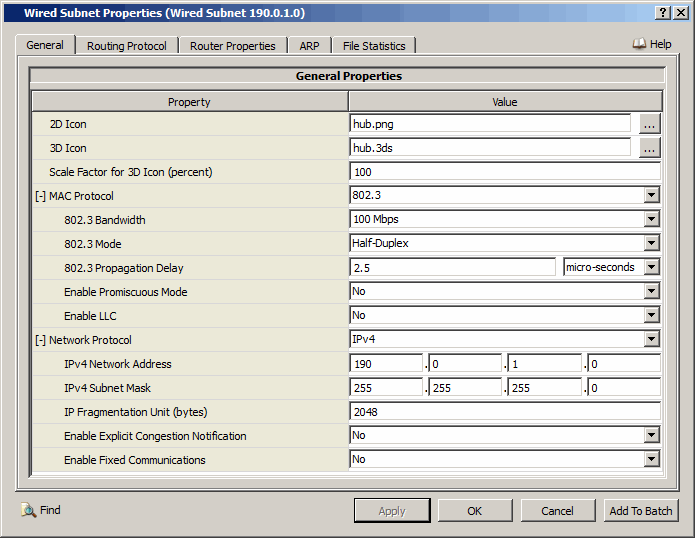 Wired Subnet Properties (Wired Subnet 190.0.1.0)
General Routing Protocol Router Properties ARP File Statistics Help
General Properties
Property Value
2D Icon hub.png ...
3D Icon hub.3ds ...
Scale Factor for 3D Icon (percent) 100
[-] MAC Protocol 802.3
802.3 Bandwidth 100 Mbps
802.3 Mode Half-Duplex
802.3 Propagation Delay 2.5 micro-seconds
Enable Promiscuous Mode No
Enable LLC No
[-] Network Protocol IPv4
IPv4 Network Address 190 . 0 . 1 . 0
IPv4 Subnet Mask 255 . 255 . 255 . 0
IP Fragmentation Unit (bytes) 2048
Enable Explicit Congestion Notification No
Enable Fixed Communications No
Find Apply OK Cancel Add To Batch